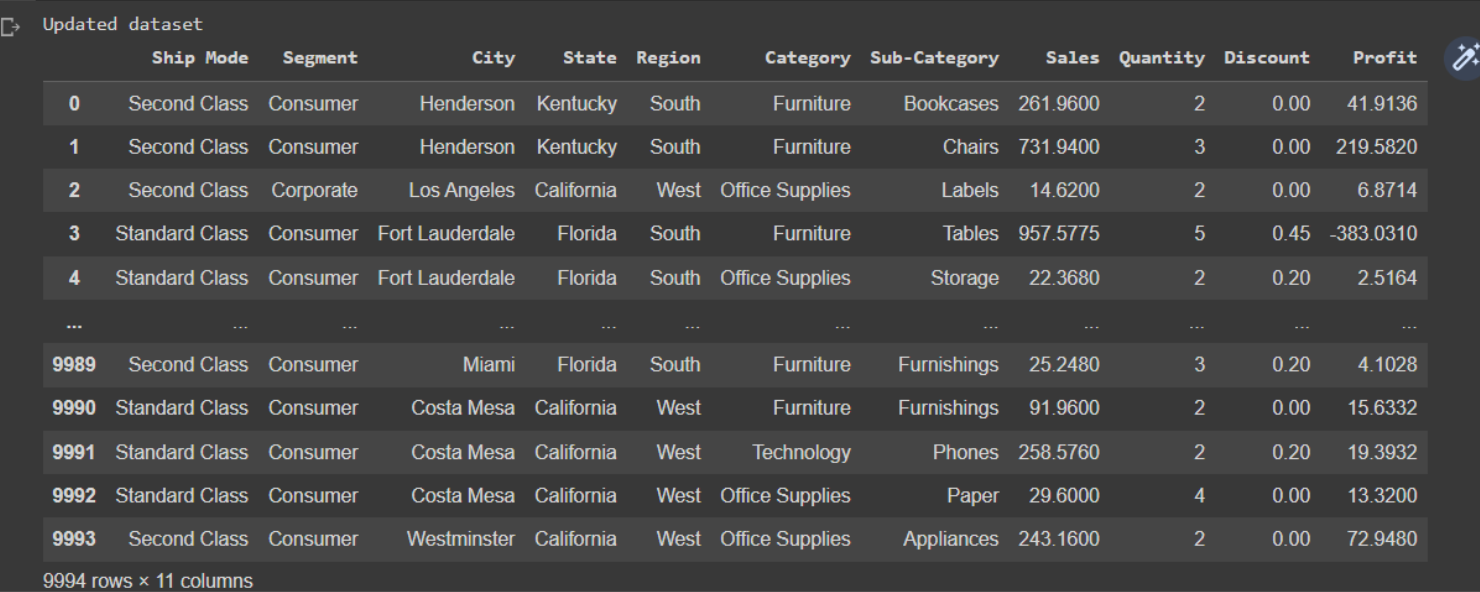 Updated dataset
Ship Mode Segment City State Region Category Sub-Category Sales Quantity Discount Profit
0 Second Class Consumer Henderson Kentucky South Furniture Bookcases 261.9600 2 0.00 41.9136
1 Second Class Consumer Henderson Kentucky South Furniture Chairs 731.9400 3 0.00 219.5820
2 Second Class Corporate Los Angeles California West Office Supplies Labels 14.6200 2 0.00 6.8714
3 Standard Class Consumer Fort Lauderdale Florida South Furniture Tables 957.5775 5 0.45 -383.0310
4 Standard Class Consumer Fort Lauderdale Florida South Office Supplies Storage 22.3680 2 0.20 2.5164
... ... ... ... ... ... ... ... ... ... ... ...
9989 Second Class Consumer Miami Florida South Furniture Furnishings 25.2480 3 0.20 4.1028
9990 Standard Class Consumer Costa Mesa California West Furniture Furnishings 91.9600 2 0.00 15.6332
9991 Standard Class Consumer Costa Mesa California West Technology Phones 258.5760 2 0.20 19.3932
9992 Standard Class Consumer Costa Mesa California West Office Supplies Paper 29.6000 4 0.00 13.3200
9993 Second Class Consumer Westminster California West Office Supplies Appliances 243.1600 2 0.00 72.9480
9994 rows × 11 columns